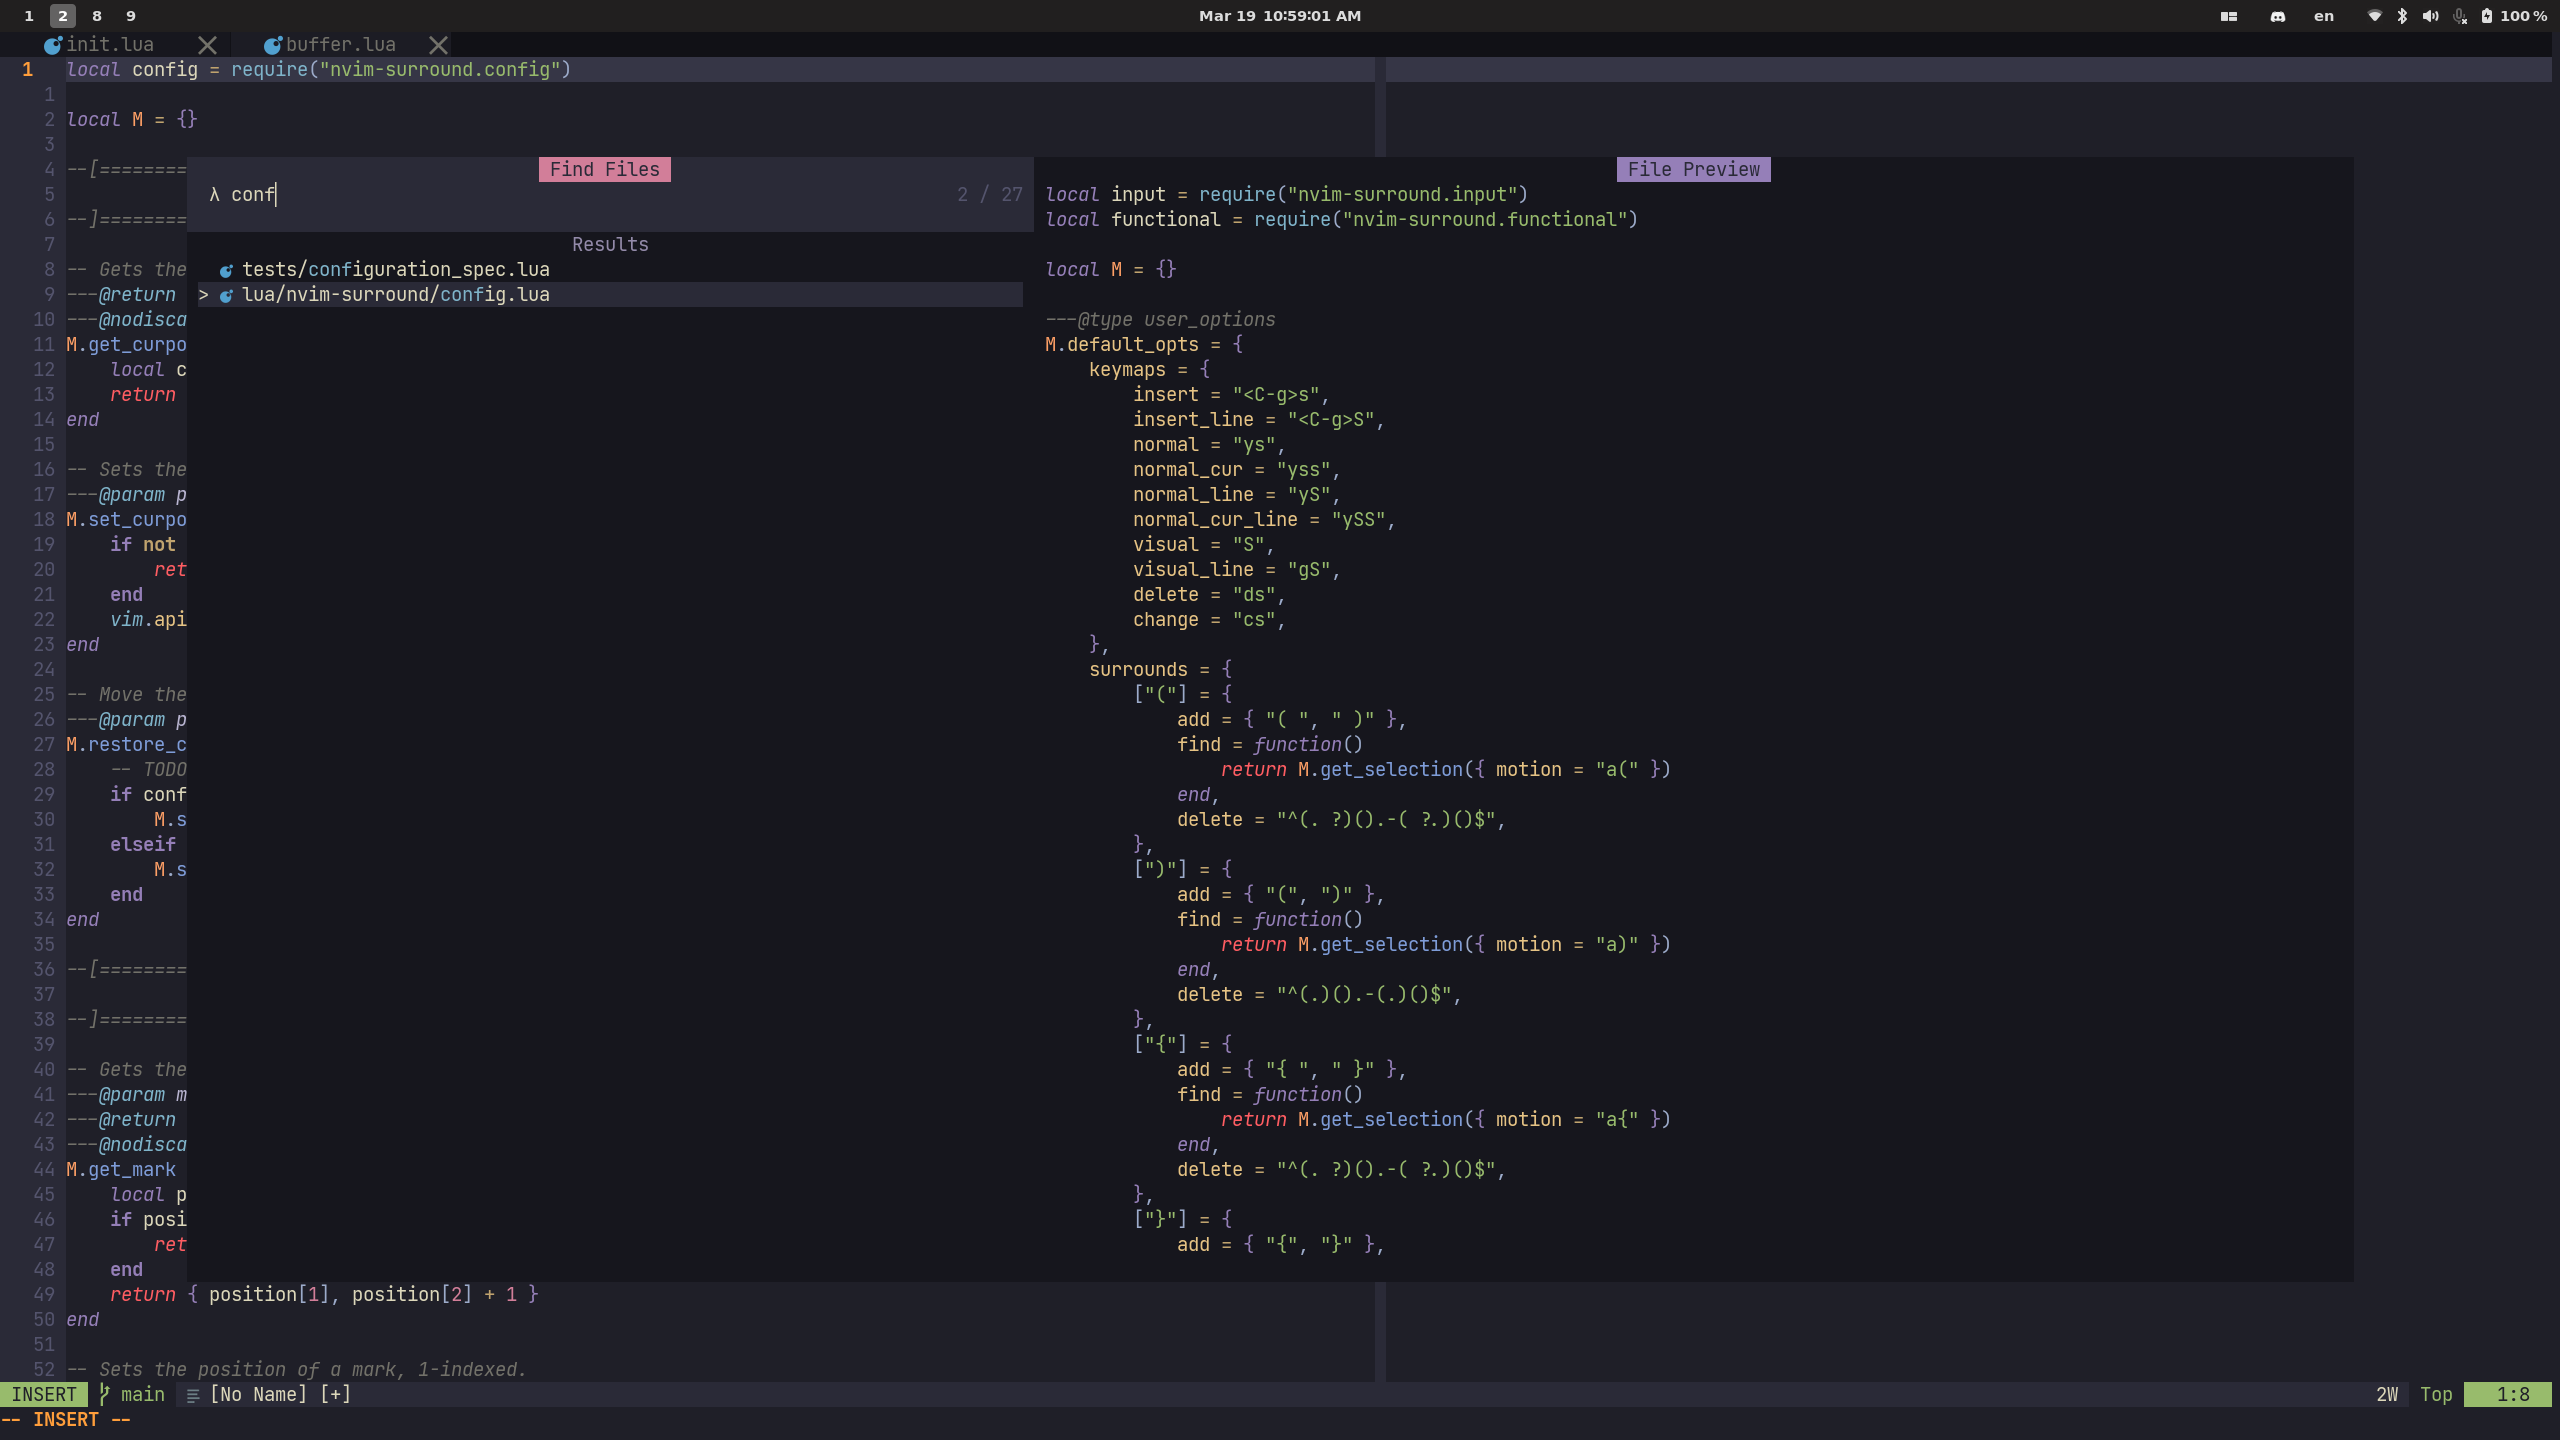 1 2 8 9 Mar 19 10:59:01 AM en 100 %
init.lua buffer.lua
1 local config = require("nvim-surround.config")
1
2 local M = {}
3
4 --[========
5
6 --]========
7
8 -- Gets the
9 ---@return
10 ---@nodisca
11 M.get_curpo
12     local c
13     return
14 end
15
16 -- Sets the
17 ---@param p
18 M.set_curpo
19     if not
20         ret
21     end
22     vim.api
23 end
24
25 -- Move the
26 ---@param p
27 M.restore_c
28     -- TODO
29     if conf
30         M.s
31     elseif
32         M.s
33     end
34 end
35
36 --[========
37
38 --]========
39
40 -- Gets the
41 ---@param m
42 ---@return
43 ---@nodisca
44 M.get_mark
45     local p
46     if posi
47         ret
48     end
49     return { position[1], position[2] + 1 }
50 end
51
52 -- Sets the position of a mark, 1-indexed.
Find Files
λ conf 2 / 27
Results
tests/configuration_spec.lua
> lua/nvim-surround/config.lua
File Preview
local input = require("nvim-surround.input")
local functional = require("nvim-surround.functional")

local M = {}

---@type user_options
M.default_opts = {
    keymaps = {
        insert = "<C-g>s",
        insert_line = "<C-g>S",
        normal = "ys",
        normal_cur = "yss",
        normal_line = "yS",
        normal_cur_line = "ySS",
        visual = "S",
        visual_line = "gS",
        delete = "ds",
        change = "cs",
    },
    surrounds = {
        ["("] = {
            add = { "( ", " )" },
            find = function()
                return M.get_selection({ motion = "a(" })
            end,
            delete = "^(. ?)().-( ?.)()$",
        },
        [")"] = {
            add = { "(", ")" },
            find = function()
                return M.get_selection({ motion = "a)" })
            end,
            delete = "^(.)().-(.)()$",
        },
        ["{"] = {
            add = { "{ ", " }" },
            find = function()
                return M.get_selection({ motion = "a{" })
            end,
            delete = "^(. ?)().-( ?.)()$",
        },
        ["}"] = {
            add = { "{", "}" },
INSERT main [No Name] [+] 2W Top 1:8
-- INSERT --